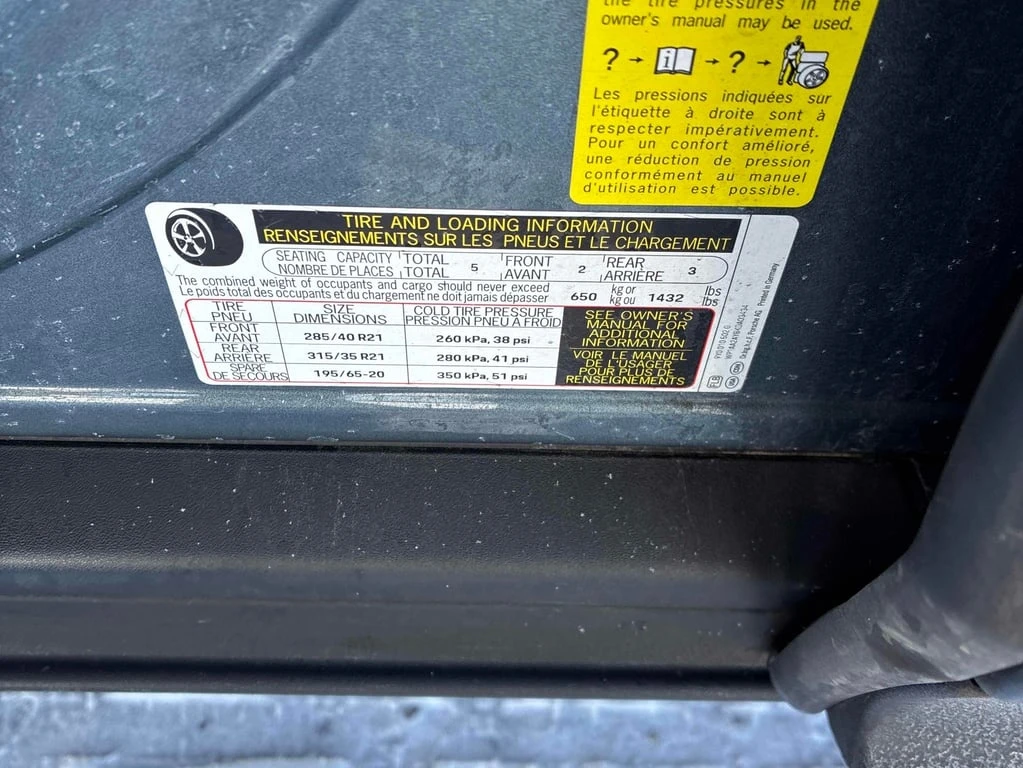 the tire pressures in the
owner's manual may be used.
? → i → ? →
Les pressions indiquées sur
l'étiquette à droite sont à
respecter impérativement.
Pour un confort amélioré,
une réduction de pression
conformément au manuel
d'utilisation est possible.
TIRE AND LOADING INFORMATION
RENSEIGNEMENTS SUR LES PNEUS ET LE CHARGEMENT
SEATING CAPACITY TOTAL 5 FRONT 2 REAR 3
NOMBRE DE PLACES TOTAL AVANT ARRIÈRE
The combined weight of occupants and cargo should never exceed 650 kg or 1432 lbs
Le poids total des occupants et du chargement ne doit jamais dépasser kg ou lbs
TIRE SIZE COLD TIRE PRESSURE
PNEU DIMENSIONS PRESSION PNEU À FROID
FRONT
AVANT 285/40 R21 260 kPa, 38 psi
REAR
ARRIÈRE 315/35 R21 280 kPa, 41 psi
SPARE
DE SECOURS 195/65-20 350 kPa, 51 psi
SEE OWNER'S
MANUAL FOR
ADDITIONAL
INFORMATION
VOIR LE MANUEL
DE L'USAGER
POUR PLUS DE
RENSEIGNEMENTS
Porsche AG Printed in Germany